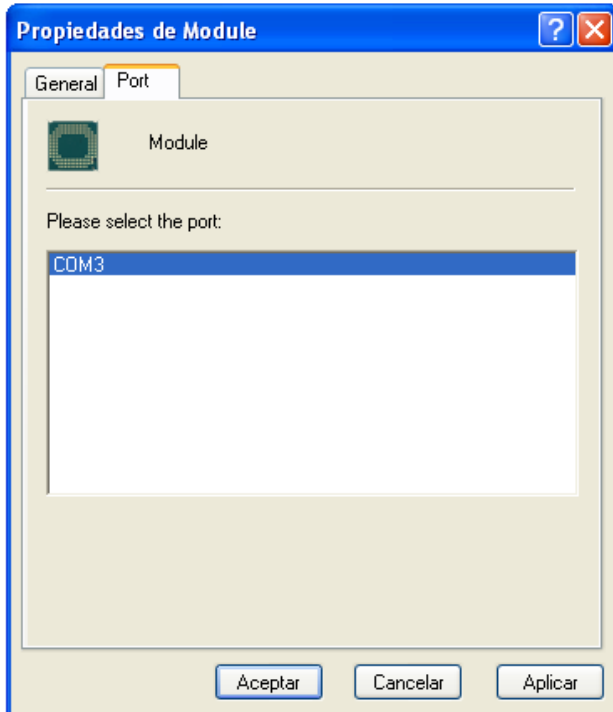 Propiedades de Module
General Port
Module
Please select the port:
COM3
Aceptar Cancelar Aplicar